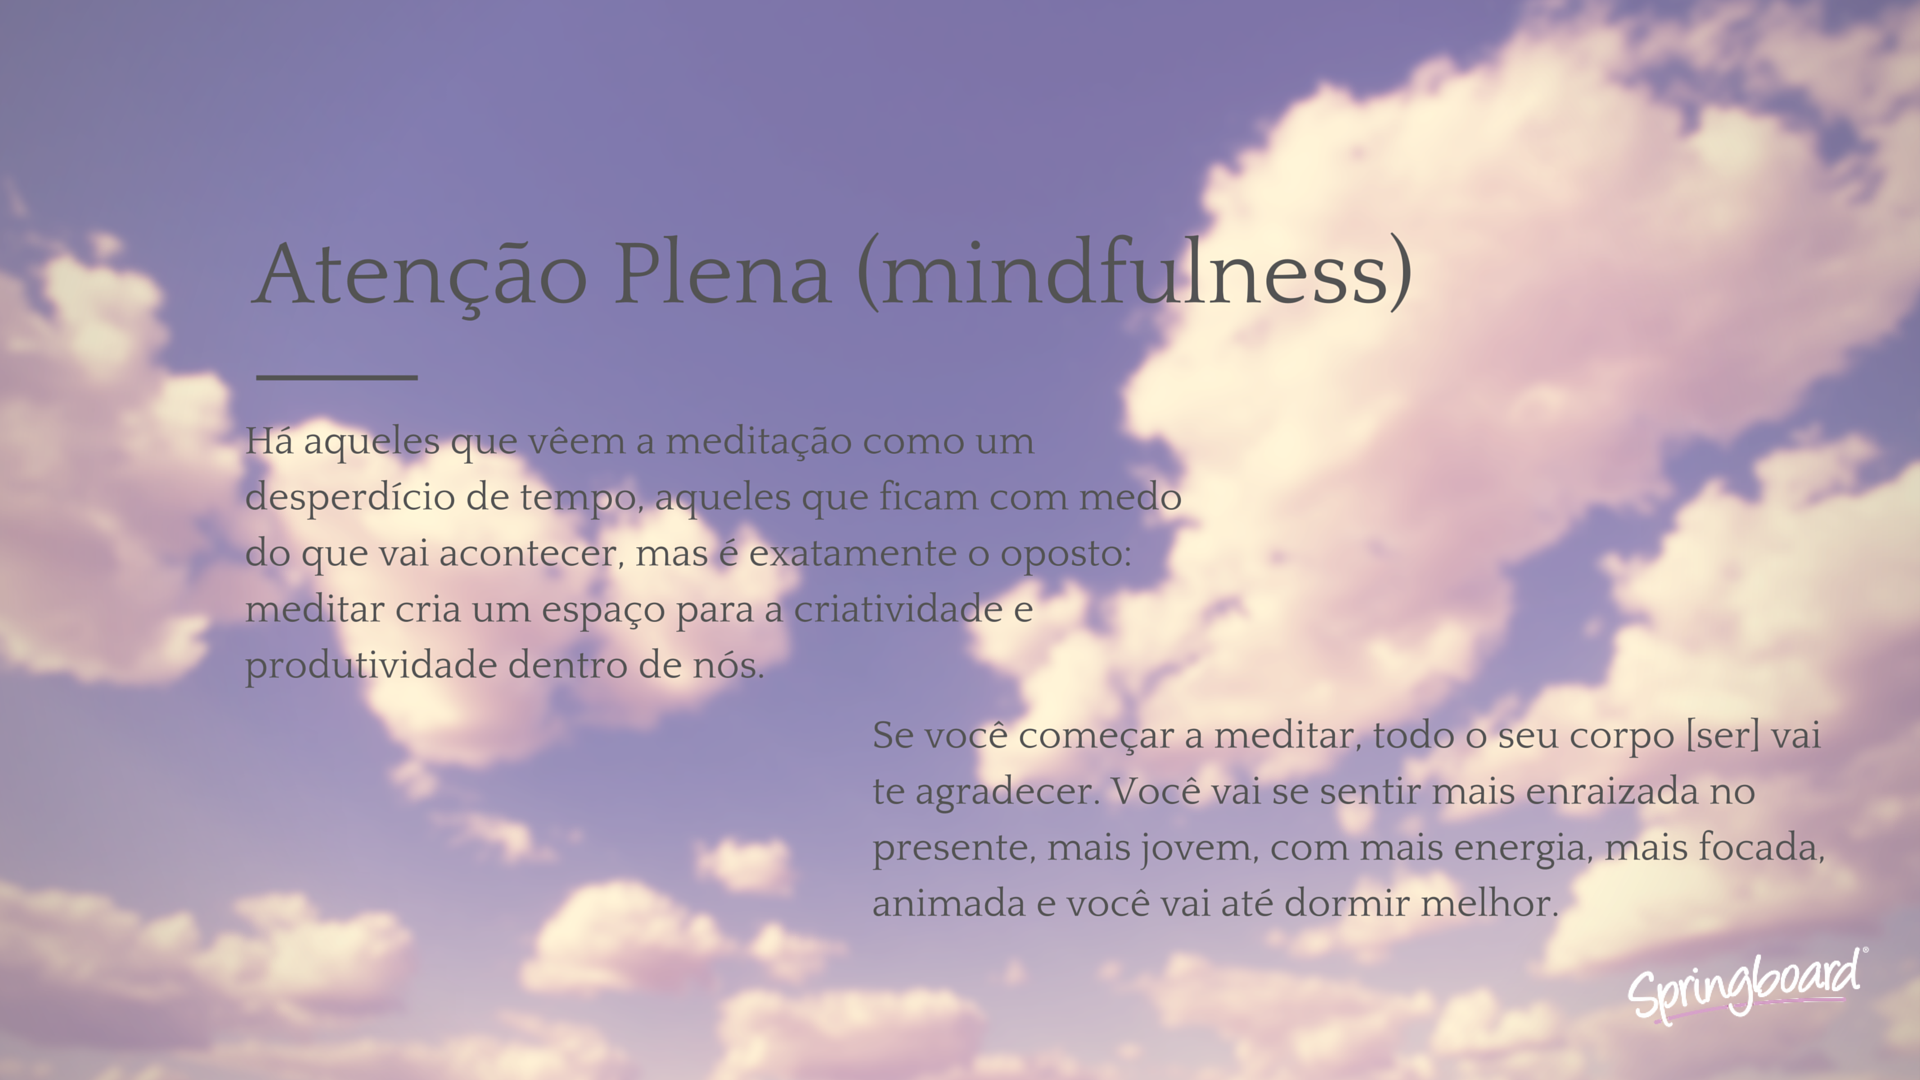 Atenção Plena (mindfulness)
Há aqueles que vêem a meditação como um
desperdício de tempo, aqueles que ficam com medo
do que vai acontecer, mas é exatamente o oposto:
meditar cria um espaço para a criatividade e
produtividade dentro de nós.
Se você começar a meditar, todo o seu corpo [ser] vai
te agradecer. Você vai se sentir mais enraizada no
presente, mais jovem, com mais energia, mais focada,
animada e você vai até dormir melhor.
Springboard®